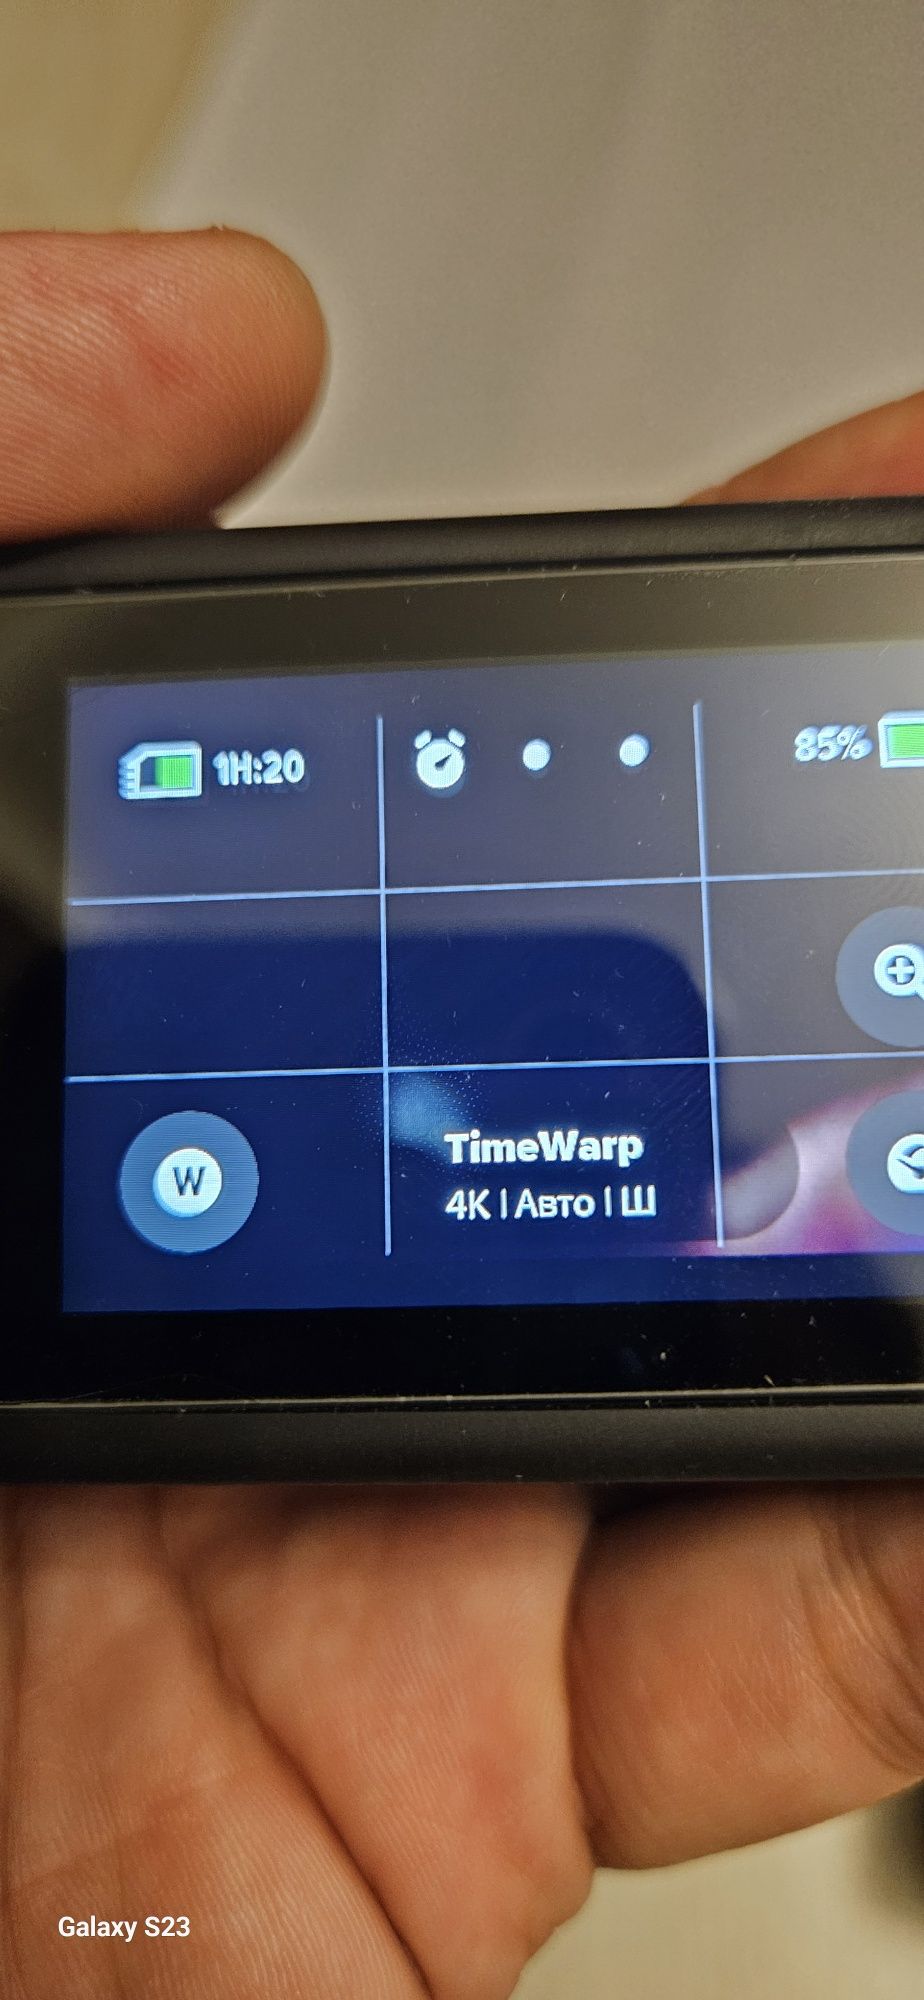 1H:20
85%
W
TimeWarp
4K | Авто | Ш
Galaxy S23